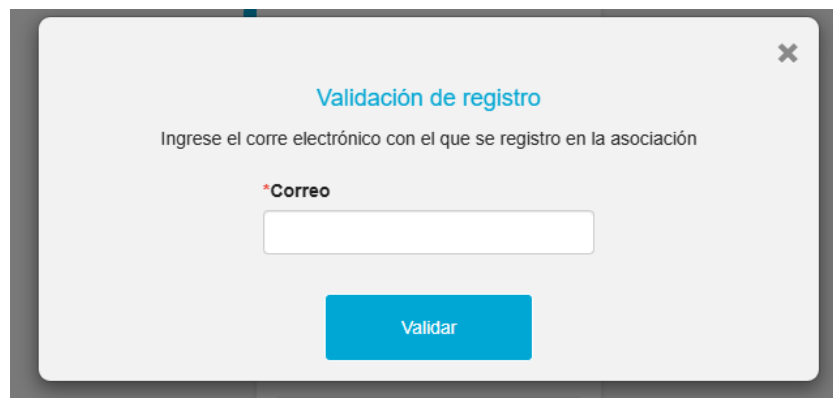 Validación de registro
Ingrese el corre electrónico con el que se registro en la asociación
*Correo
Validar